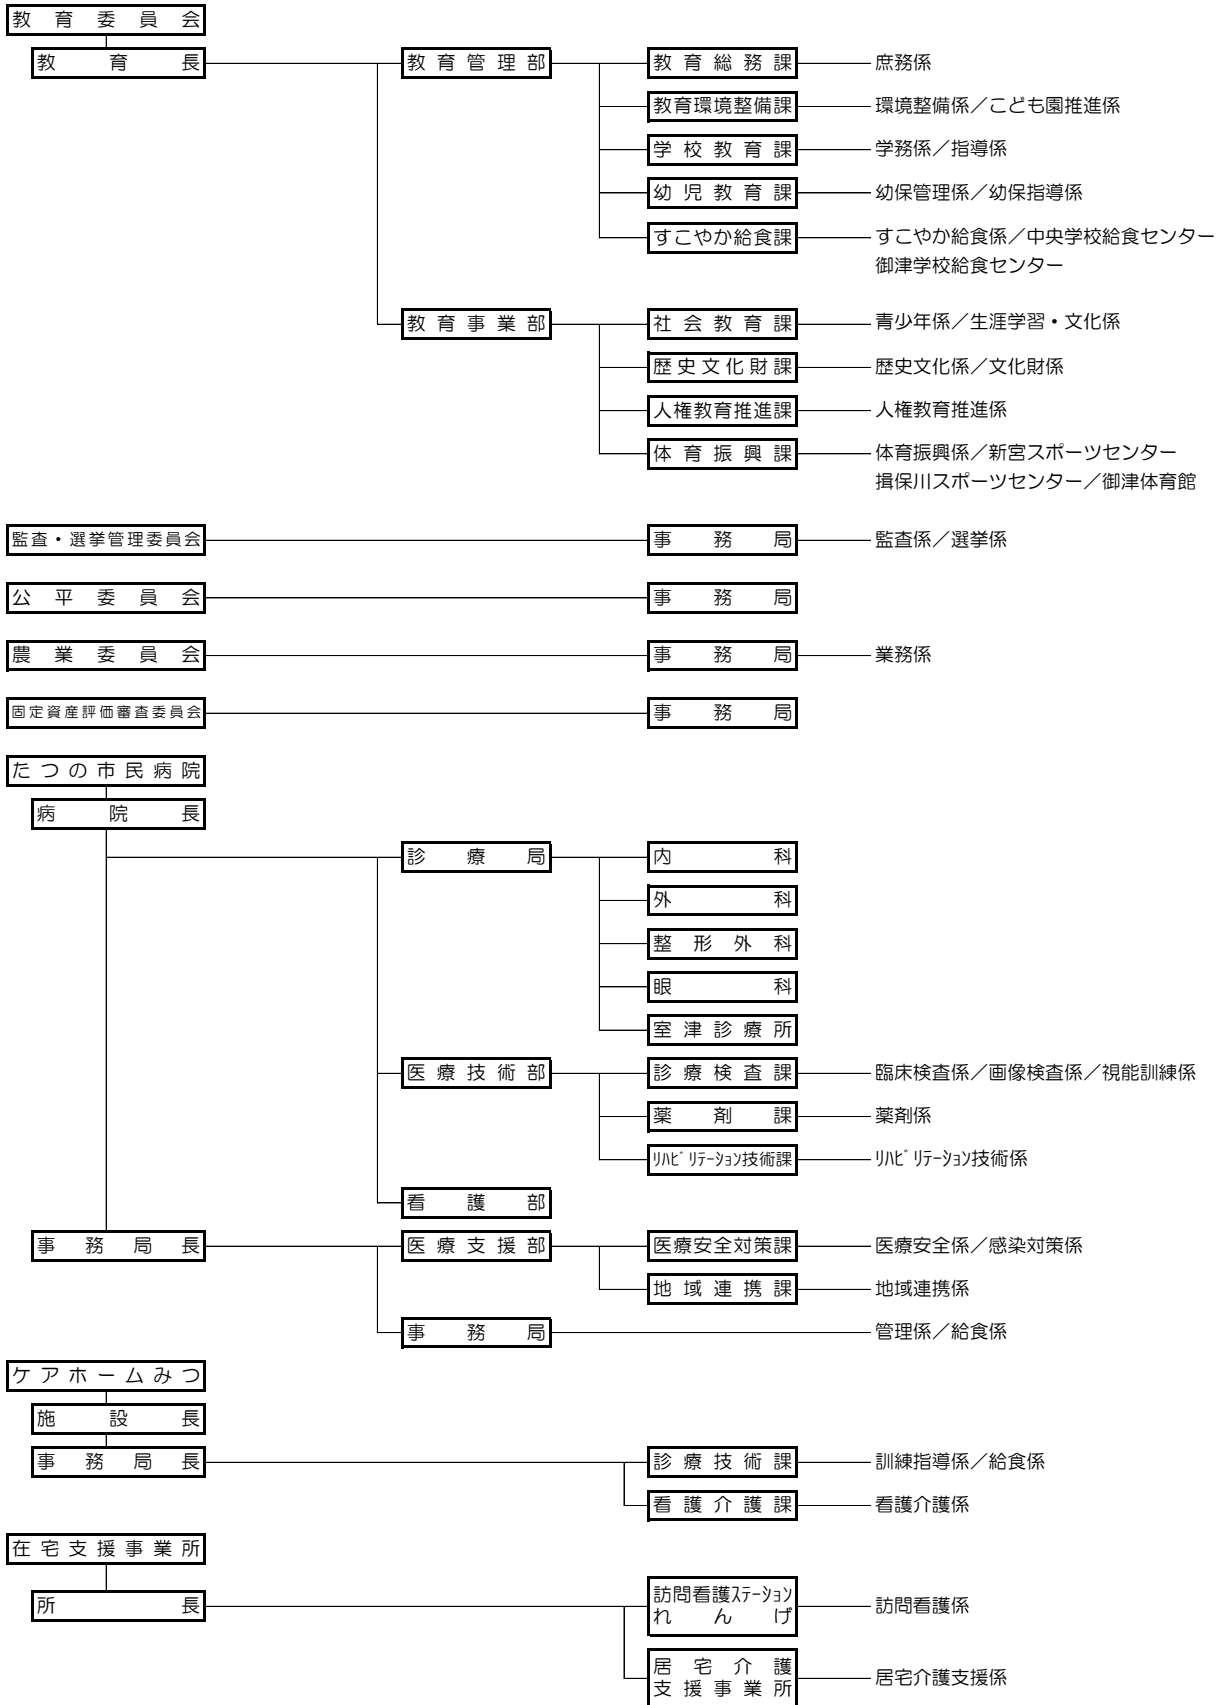 教育委員会
教育長 教育管理部 教育総務課 庶務係
教育環境整備課 環境整備係／こども園推進係
学校教育課 学務係／指導係
幼児教育課 幼保管理係／幼保指導係
すこやか給食課 すこやか給食係／中央学校給食センター
御津学校給食センター
教育事業部 社会教育課 青少年係／生涯学習・文化係
歴史文化財課 歴史文化係／文化財係
人権教育推進課 人権教育推進係
体育振興課 体育振興係／新宮スポーツセンター
揖保川スポーツセンター／御津体育館
監査・選挙管理委員会 事務局 監査係／選挙係
公平委員会 事務局
農業委員会 事務局 業務係
固定資産評価審査委員会 事務局
たつの市民病院
病院長
診療局 内科
外科
整形外科
眼科
室津診療所
医療技術部 診療検査課 臨床検査係／画像検査係／視能訓練係
薬剤課 薬剤係
ﾘﾊﾋﾞﾘﾃｰｼｮﾝ技術課 ﾘﾊﾋﾞﾘﾃｰｼｮﾝ技術係
看護部
事務局長 医療支援部 医療安全対策課 医療安全係／感染対策係
地域連携課 地域連携係
事務局 管理係／給食係
ケアホームみつ
施設長
事務局長 診療技術課 訓練指導係／給食係
看護介護課 看護介護係
在宅支援事業所
所長 訪問看護ｽﾃｰｼｮﾝ
れんげ 訪問看護係
居宅介護
支援事業所 居宅介護支援係